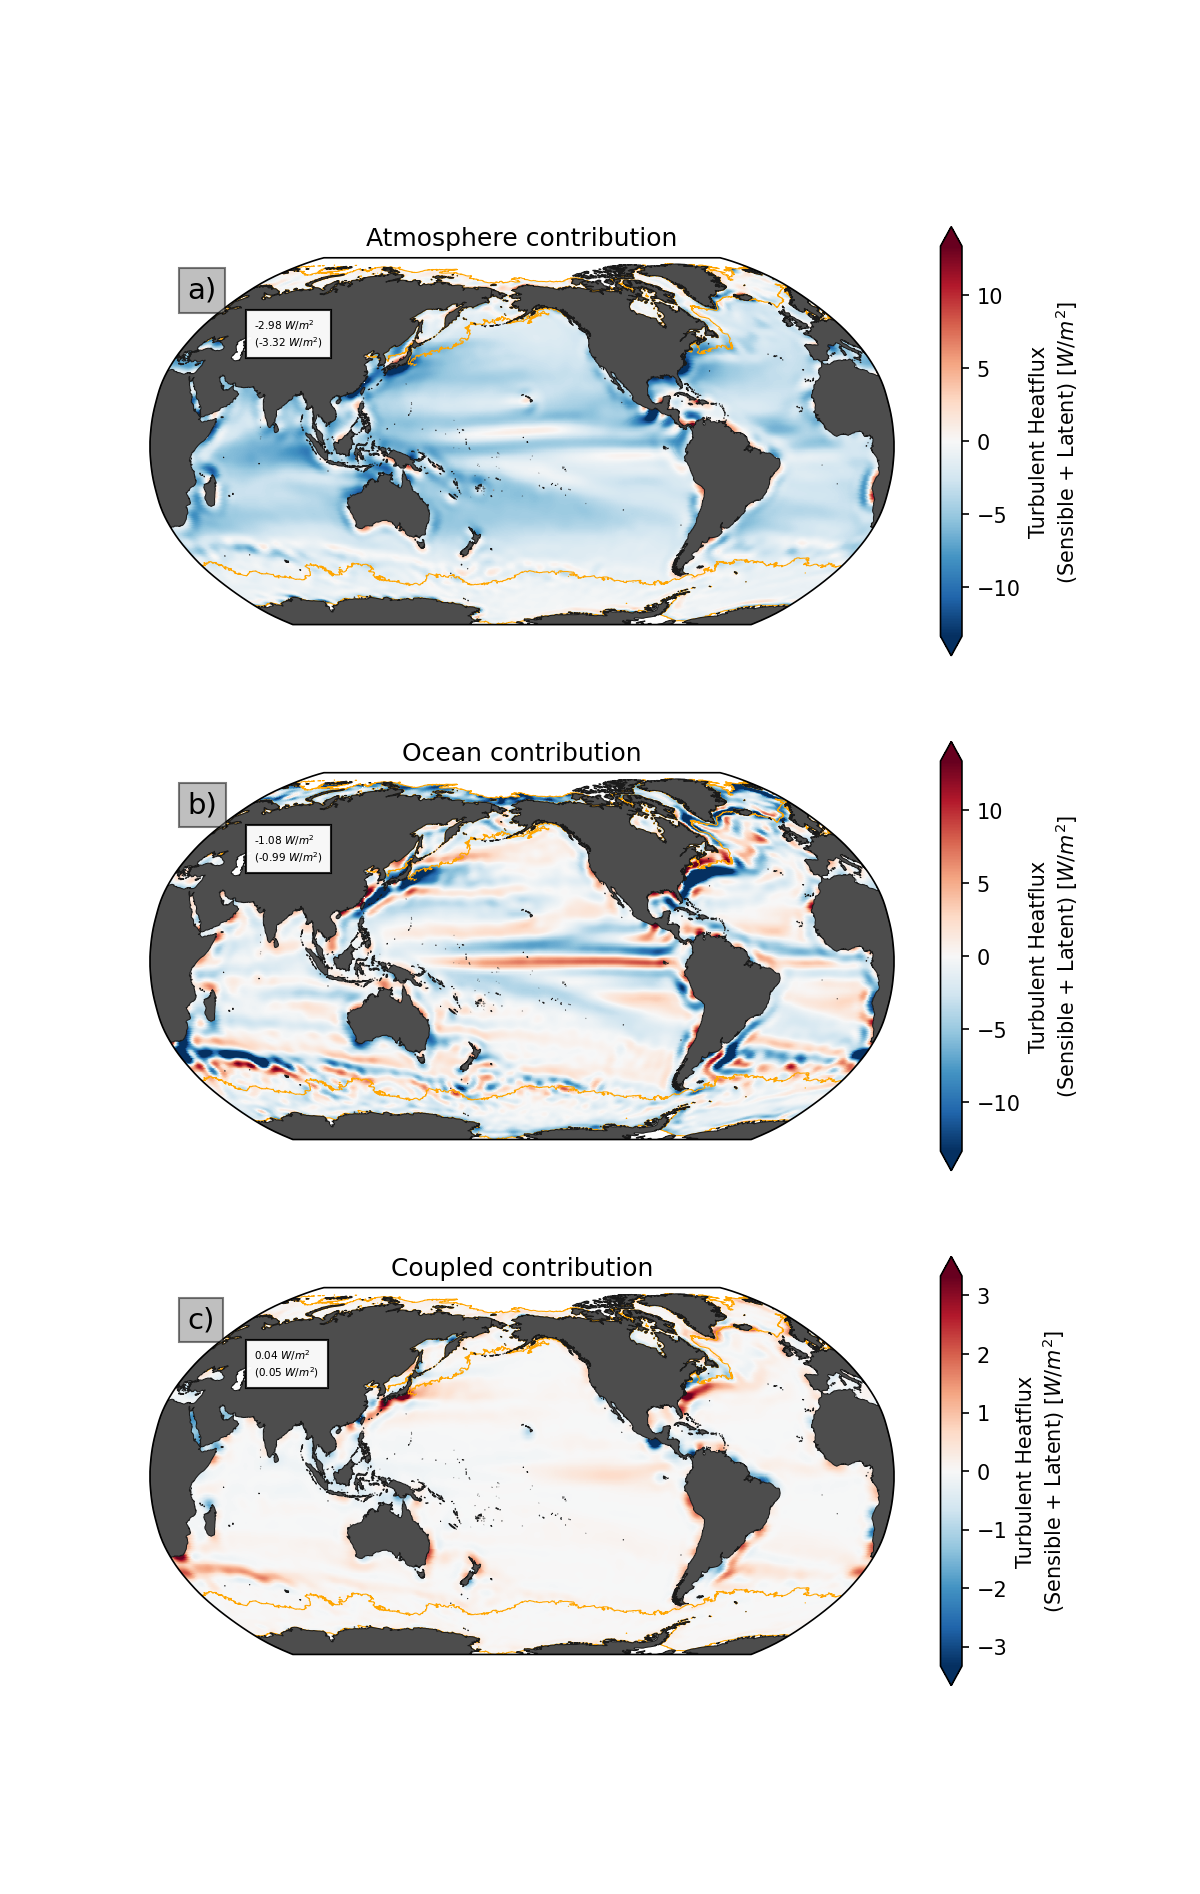 Atmosphere contribution
a)
-2.98 W/m²
(-3.32 W/m²)
10
5
0
−5
−10
Turbulent Heatflux
(Sensible + Latent) [W/m²]
Ocean contribution
b)
-1.08 W/m²
(-0.99 W/m²)
10
5
0
−5
−10
Turbulent Heatflux
(Sensible + Latent) [W/m²]
Coupled contribution
c)
0.04 W/m²
(0.05 W/m²)
3
2
1
0
−1
−2
−3
Turbulent Heatflux
(Sensible + Latent) [W/m²]